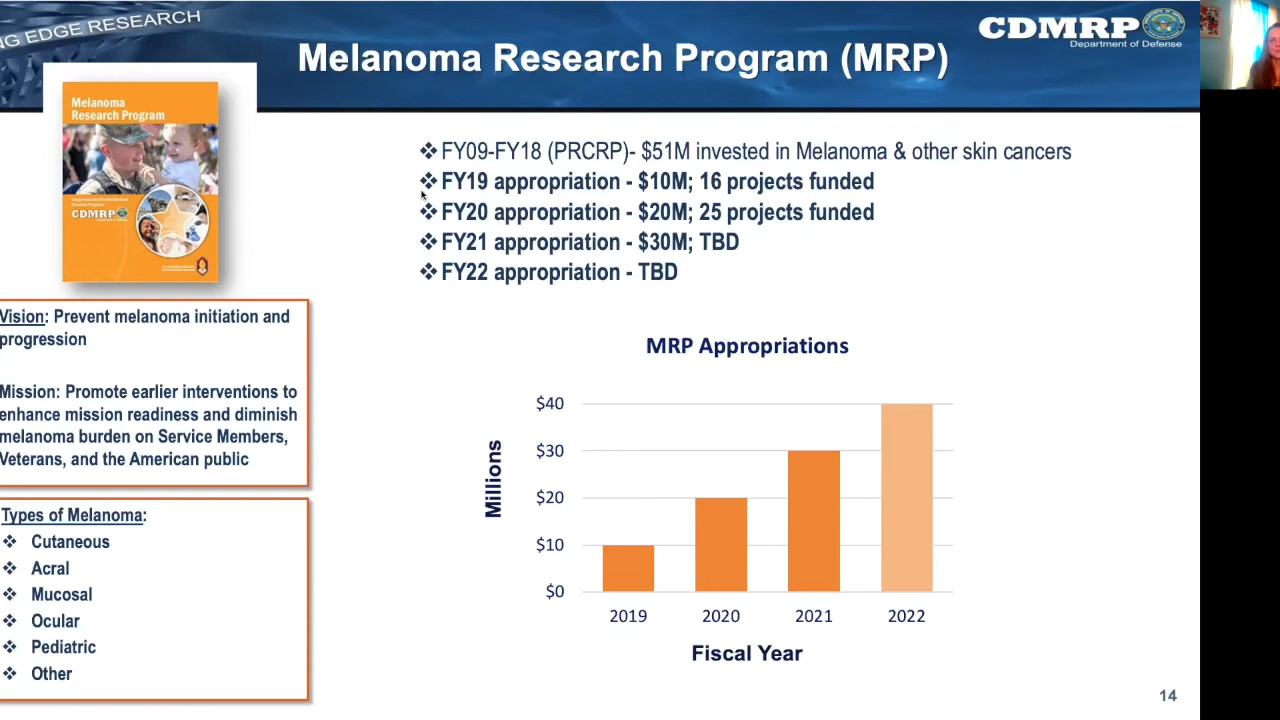 NG EDGE RESEARCH
Melanoma Research Program (MRP)
CDMRP
Department of Defense
Melanoma
Research Program
CDMRP
❖ FY09-FY18 (PRCRP)- $51M invested in Melanoma & other skin cancers
❖ FY19 appropriation - $10M; 16 projects funded
❖ FY20 appropriation - $20M; 25 projects funded
❖ FY21 appropriation - $30M; TBD
❖ FY22 appropriation - TBD
Vision: Prevent melanoma initiation and
progression
Mission: Promote earlier interventions to
enhance mission readiness and diminish
melanoma burden on Service Members,
Veterans, and the American public
Types of Melanoma:
❖ Cutaneous
❖ Acral
❖ Mucosal
❖ Ocular
❖ Pediatric
❖ Other
MRP Appropriations
Millions
$40
$30
$20
$10
$0
2019 2020 2021 2022
Fiscal Year
14